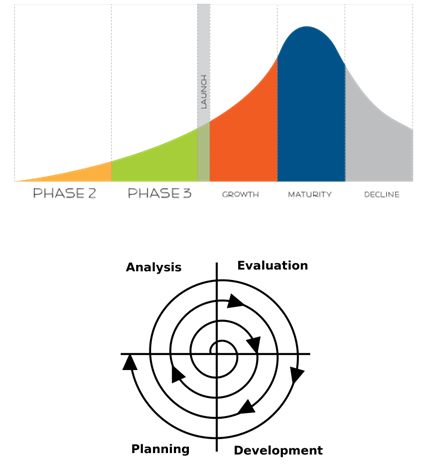 LAUNCH
PHASE 2 PHASE 3 GROWTH MATURITY DECLINE
Analysis Evaluation
Planning Development